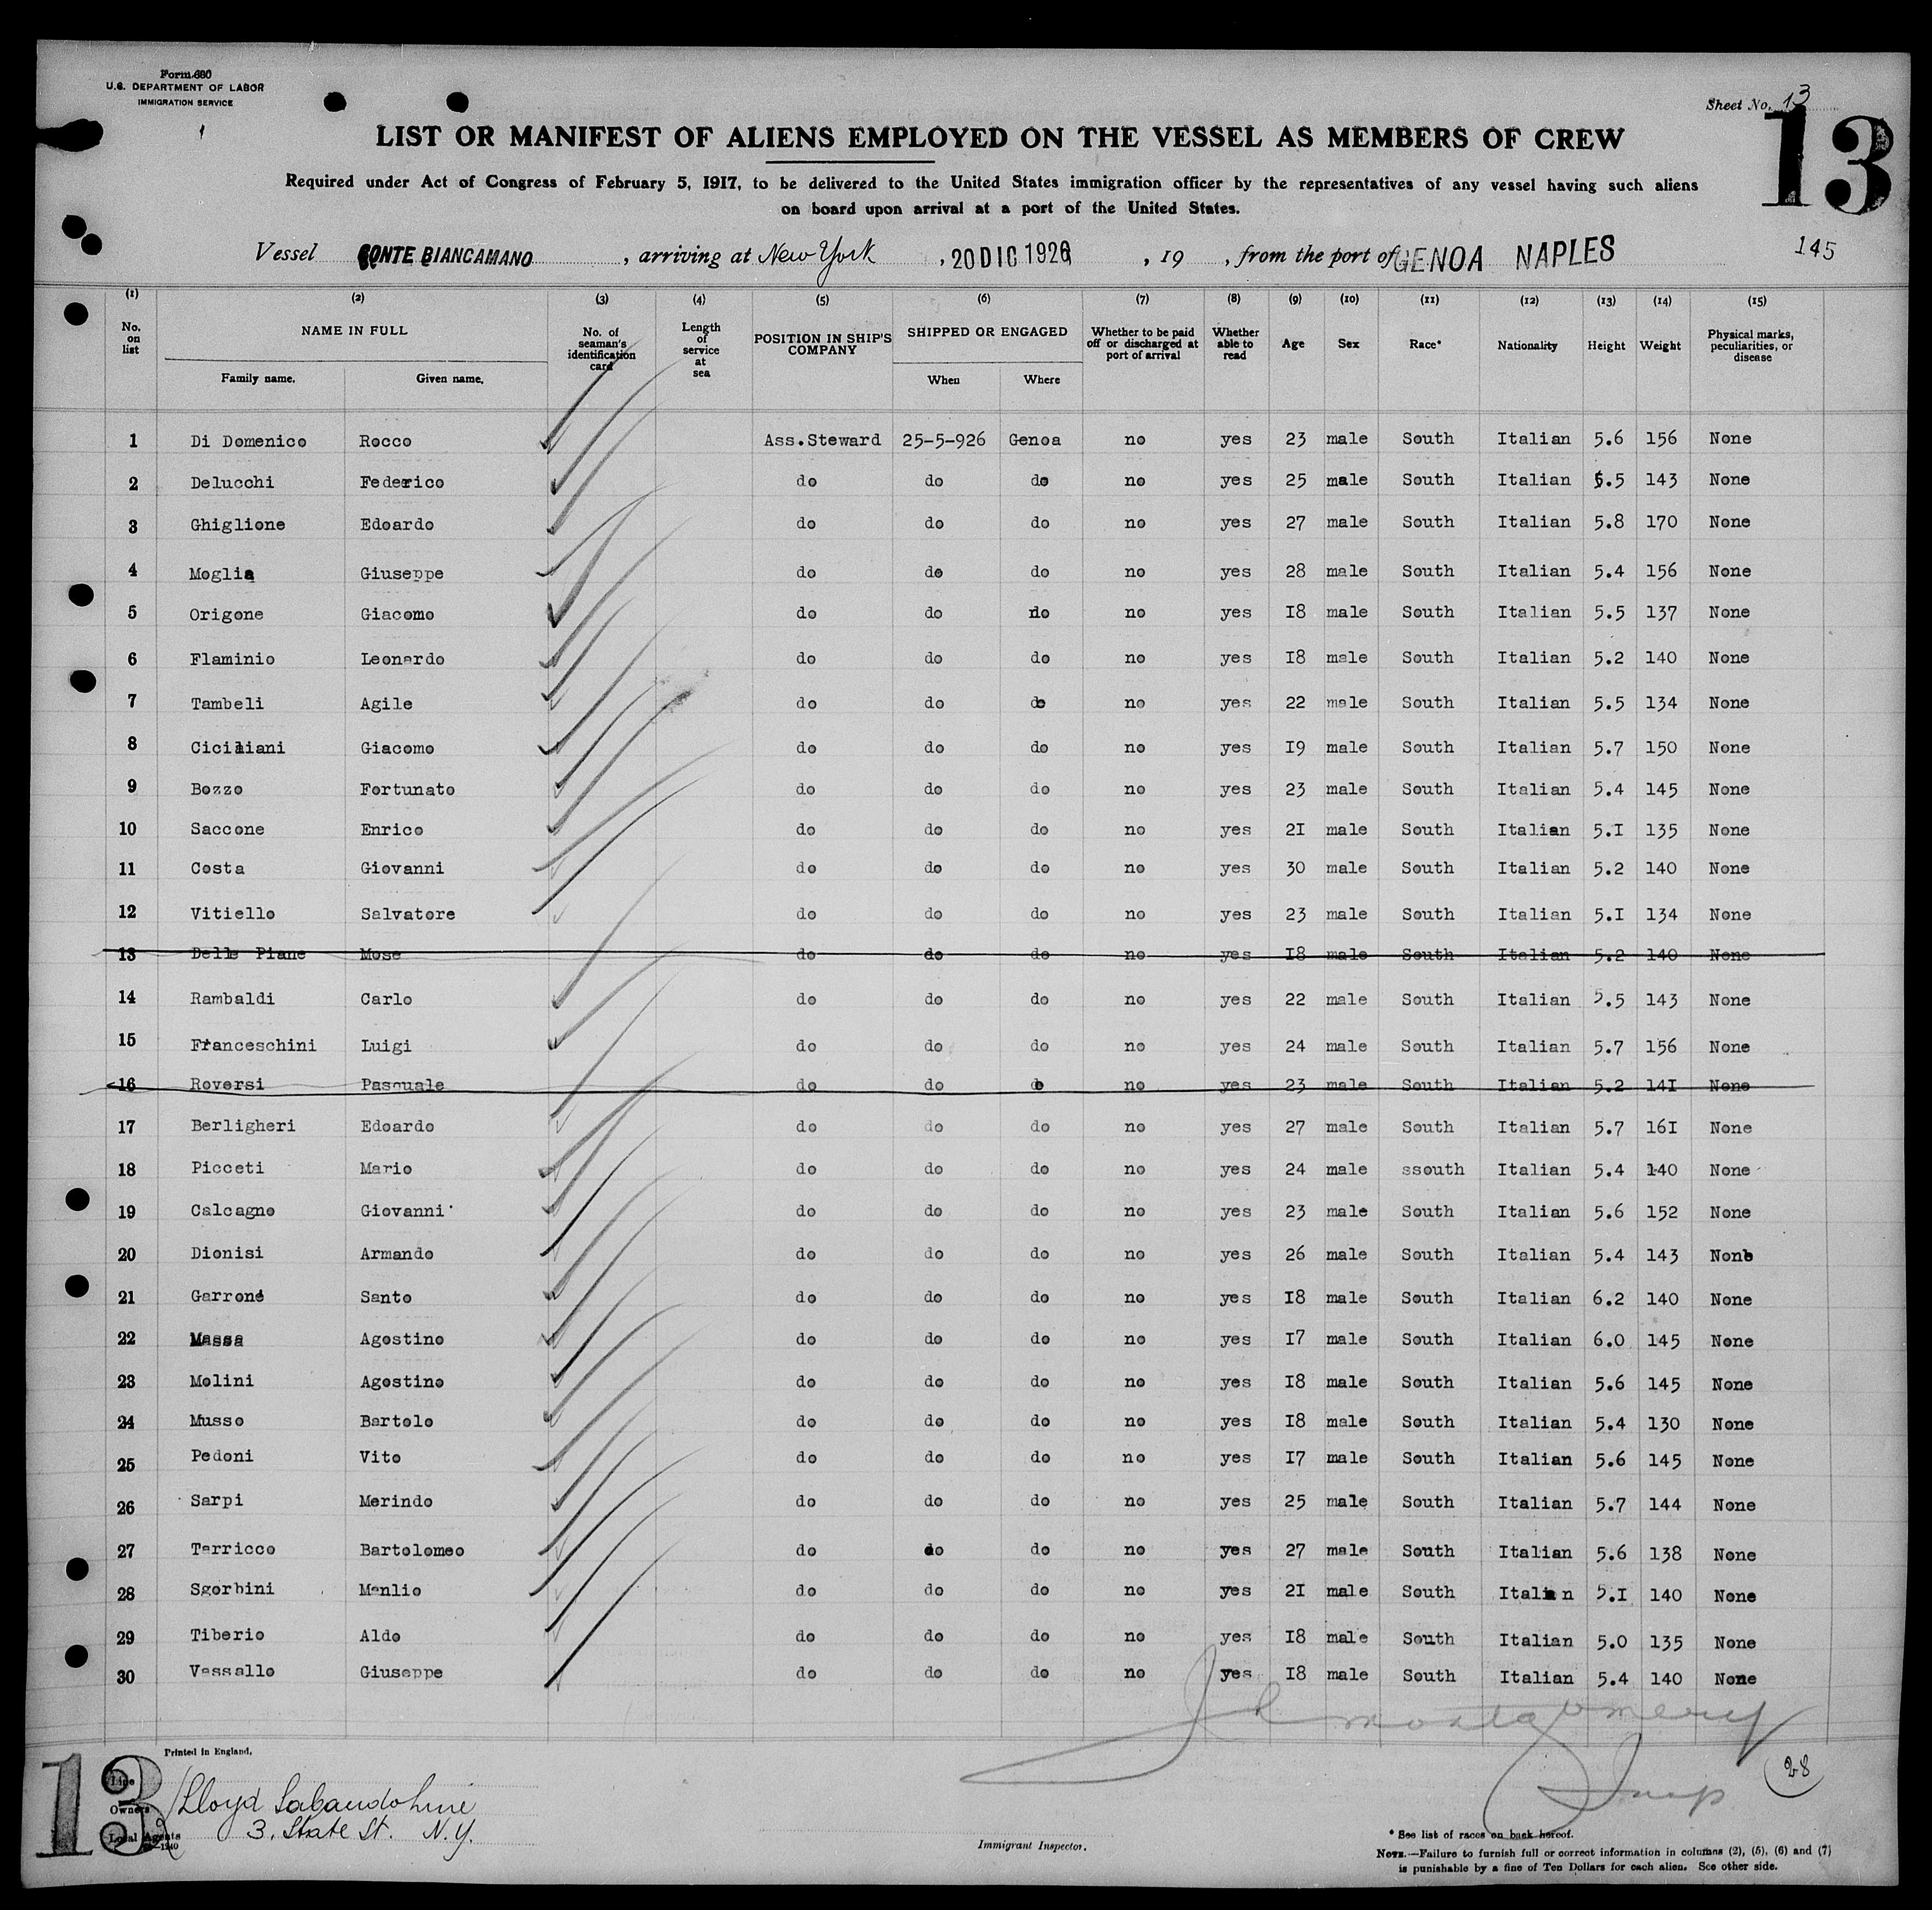 Form 680
U.S. DEPARTMENT OF LABOR
IMMIGRATION SERVICE
Sheet No. 13
13
LIST OR MANIFEST OF ALIENS EMPLOYED ON THE VESSEL AS MEMBERS OF CREW
Required under Act of Congress of February 5, 1917, to be delivered to the United States immigration officer by the representatives of any vessel having such aliens
on board upon arrival at a port of the United States.
Vessel CONTE BIANCAMANO, arriving at New York, 20 DIC 1926, 19 , from the port of GENOA NAPLES
145
(1) (2) (3) (4) (5) (6) (7) (8) (9) (10) (11) (12) (13) (14) (15)
No. on list NAME IN FULL Family name. Given name. No. of seaman's identification card Length of service at sea POSITION IN SHIP'S COMPANY SHIPPED OR ENGAGED When Where Whether to be paid off or discharged at port of arrival Whether able to read Age Sex Race* Nationality Height Weight Physical marks, peculiarities, or disease
1 Di Domenico Rocco Ass.Steward 25-5-926 Genoa no yes 23 male South Italian 5.6 156 None
2 Delucchi Federico do do do no yes 25 male South Italian 5.5 143 None
3 Ghiglione Edoardo do do do no yes 27 male South Italian 5.8 170 None
4 Moglia Giuseppe do do do no yes 28 male South Italian 5.4 156 None
5 Origone Giacomo do do do no yes 18 male South Italian 5.5 137 None
6 Flaminio Leonardo do do do no yes 18 male South Italian 5.2 140 None
7 Tambeli Agile do do do no yes 22 male South Italian 5.5 134 None
8 Ciciliani Giacomo do do do no yes 19 male South Italian 5.7 150 None
9 Bozzo Fortunato do do do no yes 23 male South Italian 5.4 145 None
10 Saccone Enrico do do do no yes 21 male South Italian 5.1 135 None
11 Costa Giovanni do do do no yes 30 male South Italian 5.2 140 None
12 Vitiello Salvatore do do do no yes 23 male South Italian 5.1 134 None
13 Delle Piane Mose do do do no yes 18 male South Italian 5.2 140 None
14 Rambaldi Carlo do do do no yes 22 male South Italian 5.5 143 None
15 Franceschini Luigi do do do no yes 24 male South Italian 5.7 156 None
16 Roversi Pasquale do do do no yes 23 male South Italian 5.2 141 None
17 Berligheri Edoardo do do do no yes 27 male South Italian 5.7 161 None
18 Picceti Mario do do do no yes 24 male ssouth Italian 5.4 140 None
19 Calcagno Giovanni do do do no yes 23 male South Italian 5.6 152 None
20 Dionisi Armando do do do no yes 26 male South Italian 5.4 143 None
21 Garrone Santo do do do no yes 18 male South Italian 6.2 140 None
22 Massa Agostino do do do no yes 17 male South Italian 6.0 145 None
23 Molini Agostino do do do no yes 18 male South Italian 5.6 145 None
24 Musso Bartolo do do do no yes 18 male South Italian 5.4 130 None
25 Pedoni Vito do do do no yes 17 male South Italian 5.6 145 None
26 Sarpi Merindo do do do no yes 25 male South Italian 5.7 144 None
27 Tarricco Bartolomeo do do do no yes 27 male South Italian 5.6 138 None
28 Sgorbini Manlio do do do no yes 21 male South Italian 5.1 140 None
29 Tiberio Aldo do do do no yes 18 male South Italian 5.0 135 None
30 Vassallo Giuseppe do do do no yes 18 male South Italian 5.4 140 None
Montgomery
Insp
28
Printed in England.
13
Line
Owners
Local Agents
Lloyd Sabaudo Line
3, State St. N.Y.
Immigrant Inspector.
* See list of races on back hereof.
NOTE.—Failure to furnish full or correct information in columns (2), (5), (6) and (7)
is punishable by a fine of Ten Dollars for each alien. See other side.